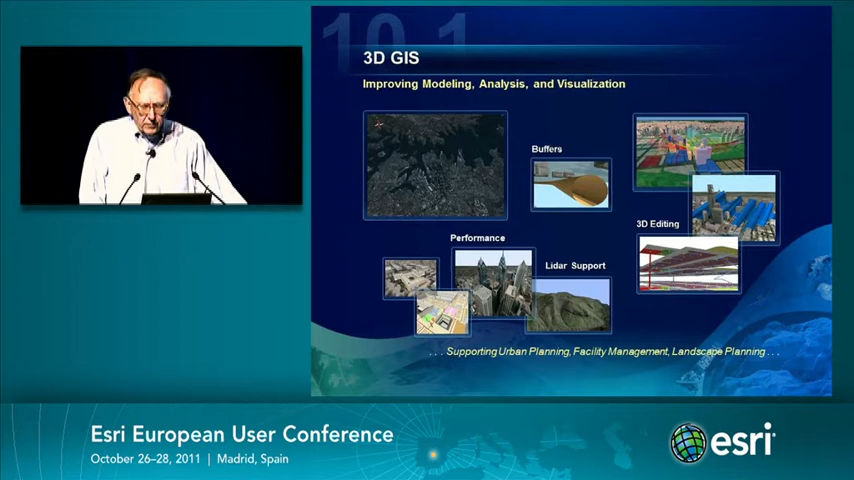 10.1
3D GIS
Improving Modeling, Analysis, and Visualization
Buffers
3D Editing
Performance
Lidar Support
. . . Supporting Urban Planning, Facility Management, Landscape Planning . . .
Esri European User Conference
October 26–28, 2011 | Madrid, Spain
esri